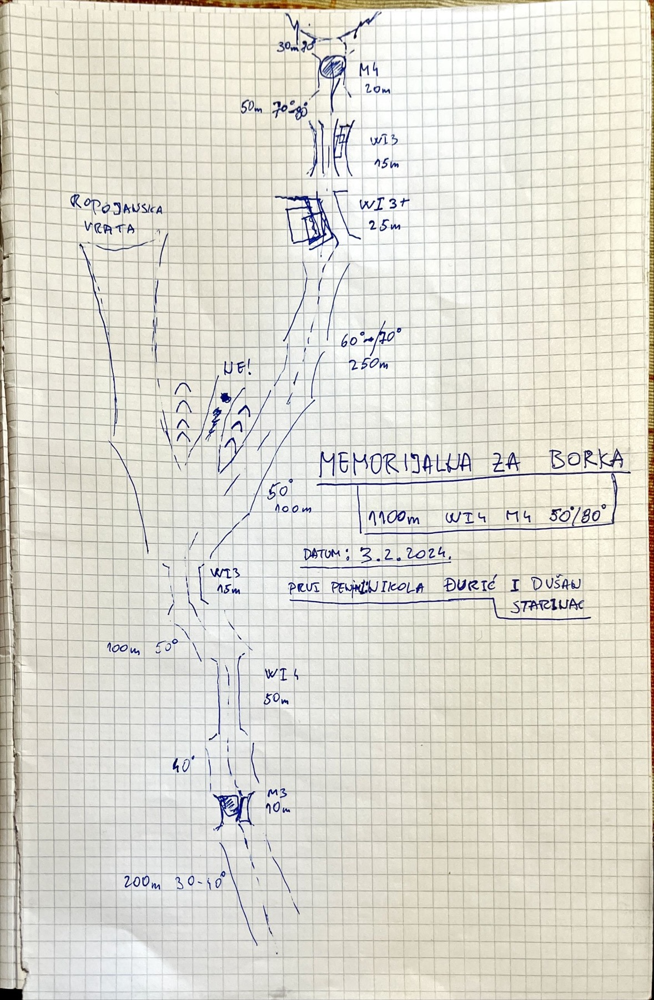 30m 80°
M4
20m
50m 70°-80°
WI3
15m
ROPOJANSKA
VRATA
WI3+
25m
60°-/70°
250m
NE!
MEMORIJALNA ZA BORKA
1100m WI4 M4 50°/80°
50°
100m
DATUM: 3.2.2024.
WI3
15m
PRVI PENJ. NIKOLA ĐURIĆ I DUŠAN
STARINAC
100m 50°
WI4
50m
40°
M3
10m
200m 30-40°